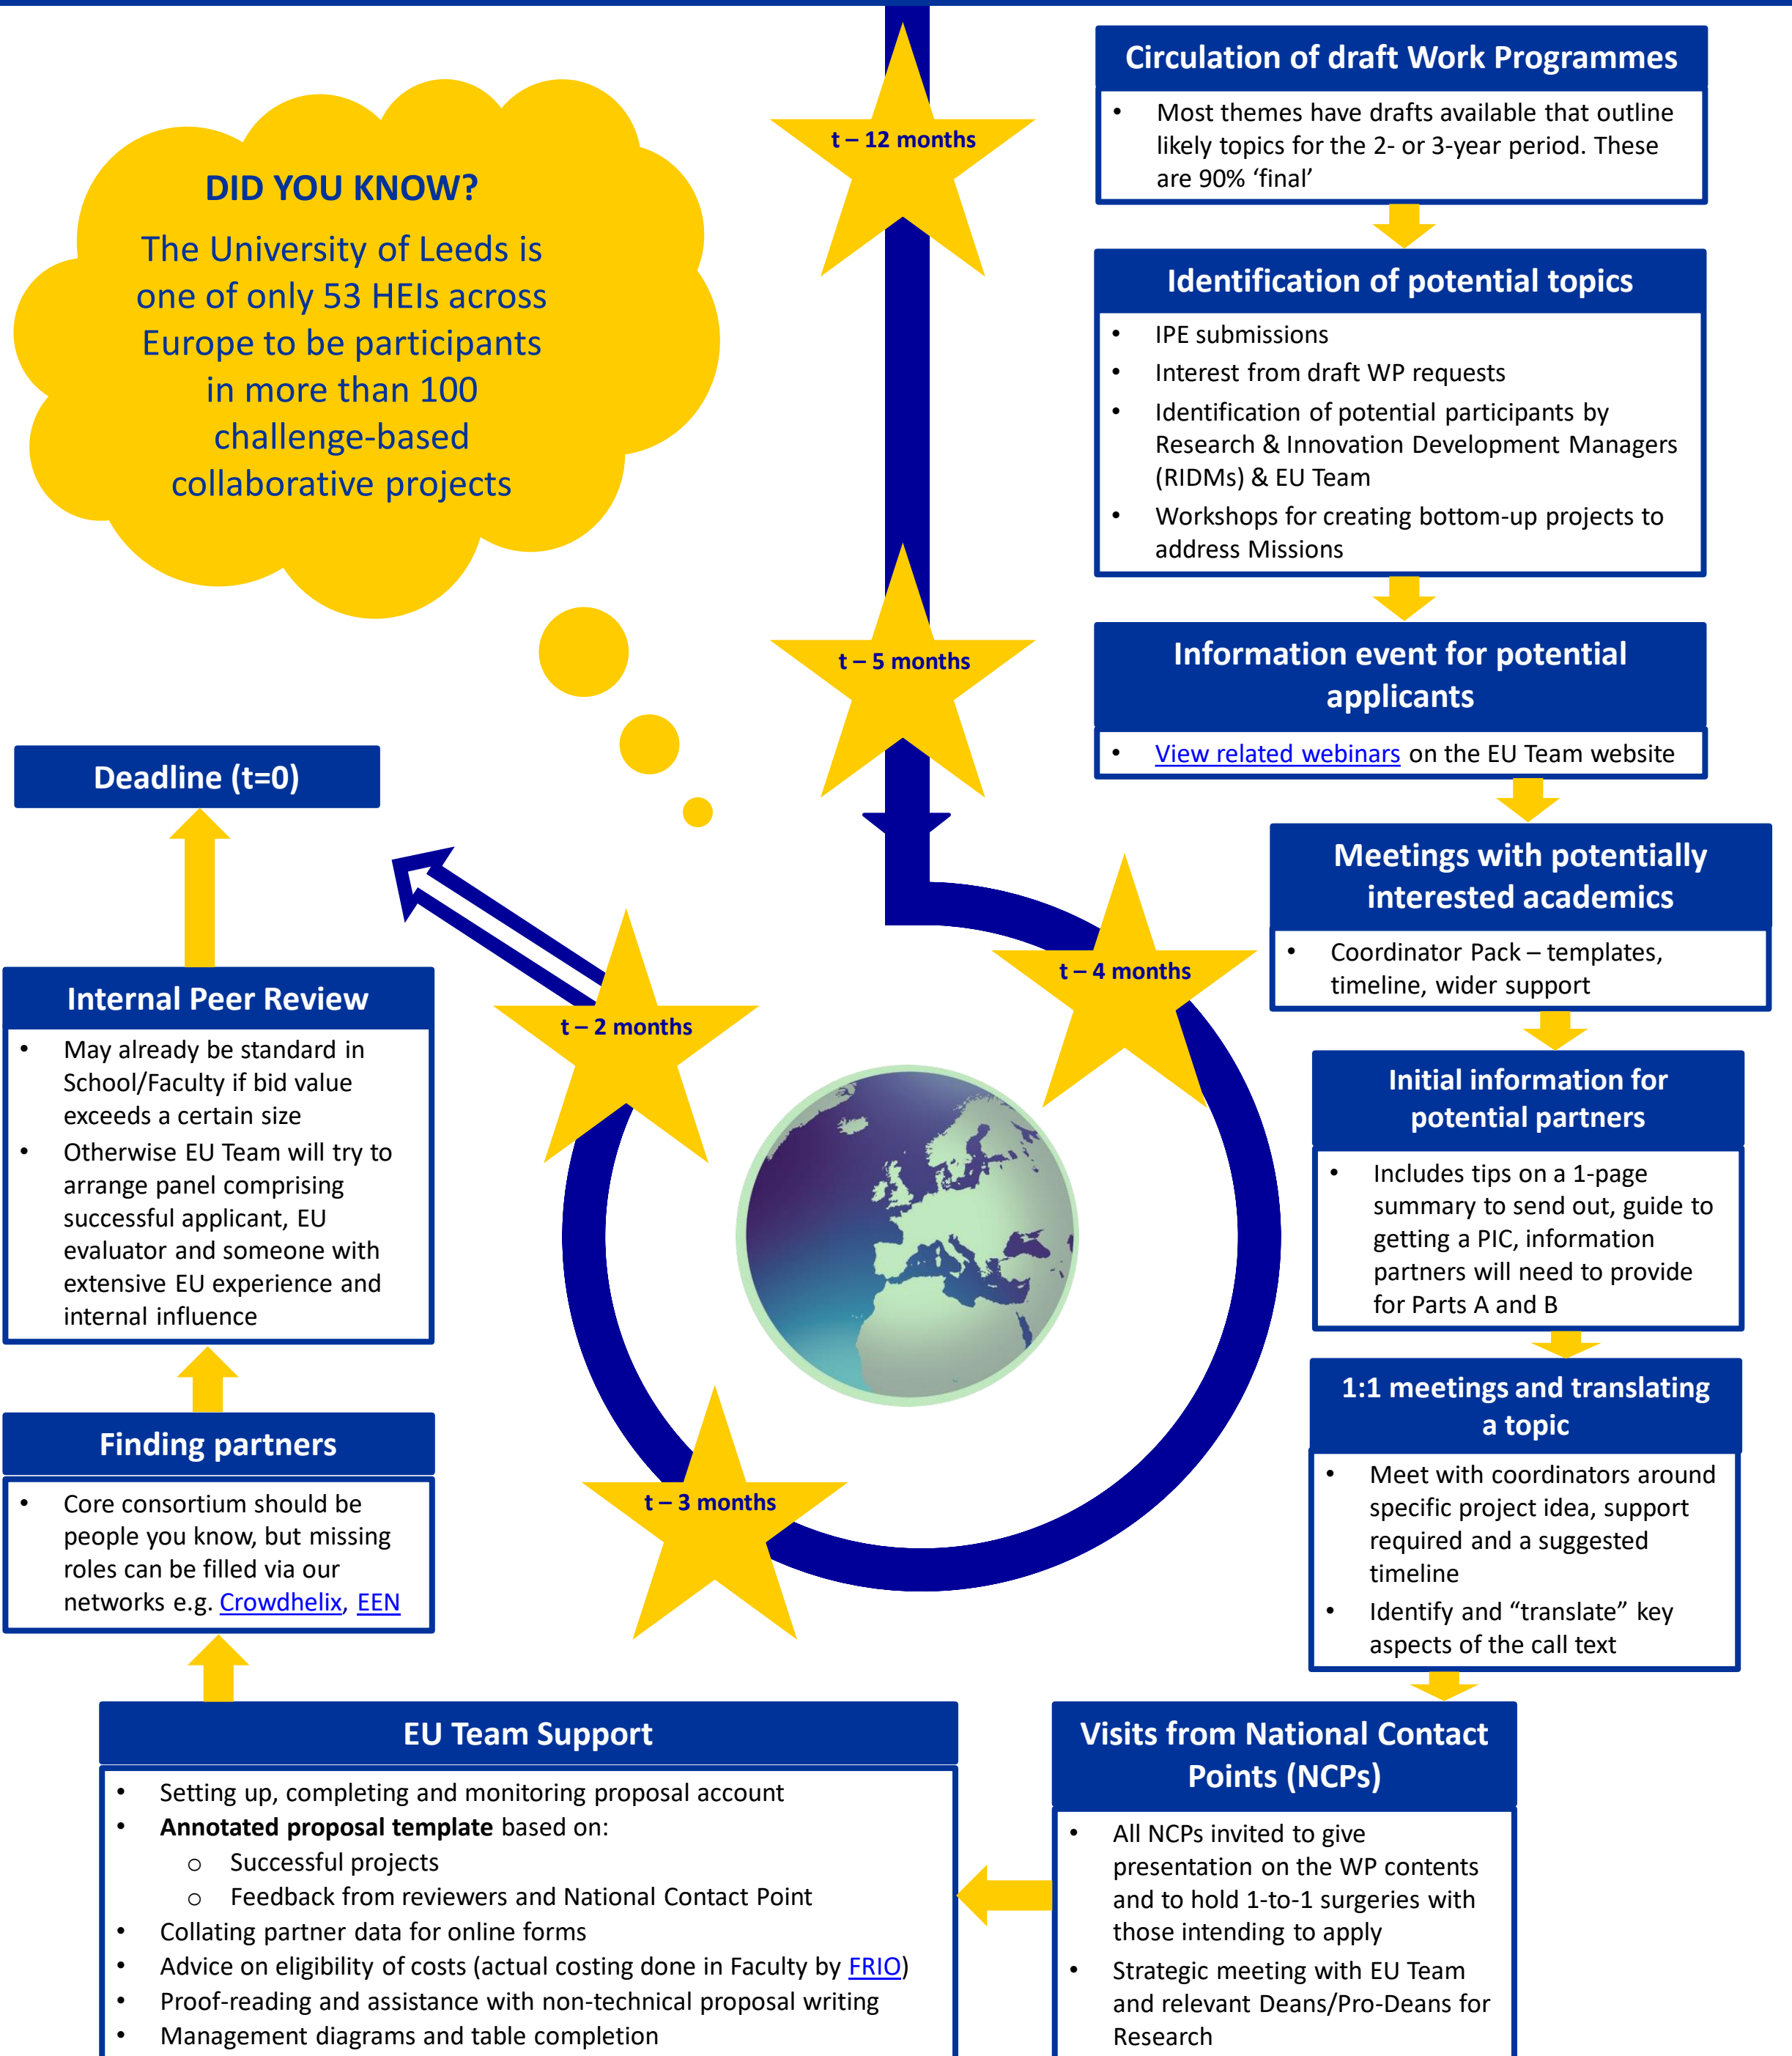 DID YOU KNOW?
The University of Leeds is
one of only 53 HEIs across
Europe to be participants
in more than 100
challenge-based
collaborative projects
t – 12 months
t – 5 months
t – 4 months
t – 3 months
t – 2 months
Circulation of draft Work Programmes
• Most themes have drafts available that outline
likely topics for the 2- or 3-year period. These
are 90% ‘final’
Identification of potential topics
• IPE submissions
• Interest from draft WP requests
• Identification of potential participants by
Research & Innovation Development Managers
(RIDMs) & EU Team
• Workshops for creating bottom-up projects to
address Missions
Information event for potential
applicants
• View related webinars on the EU Team website
Meetings with potentially
interested academics
• Coordinator Pack – templates,
timeline, wider support
Initial information for
potential partners
• Includes tips on a 1-page
summary to send out, guide to
getting a PIC, information
partners will need to provide
for Parts A and B
1:1 meetings and translating
a topic
• Meet with coordinators around
specific project idea, support
required and a suggested
timeline
• Identify and “translate” key
aspects of the call text
Visits from National Contact
Points (NCPs)
• All NCPs invited to give
presentation on the WP contents
and to hold 1-to-1 surgeries with
those intending to apply
• Strategic meeting with EU Team
and relevant Deans/Pro-Deans for
Research
EU Team Support
• Setting up, completing and monitoring proposal account
• Annotated proposal template based on:
o Successful projects
o Feedback from reviewers and National Contact Point
• Collating partner data for online forms
• Advice on eligibility of costs (actual costing done in Faculty by FRIO)
• Proof-reading and assistance with non-technical proposal writing
• Management diagrams and table completion
Finding partners
• Core consortium should be
people you know, but missing
roles can be filled via our
networks e.g. Crowdhelix, EEN
Internal Peer Review
• May already be standard in
School/Faculty if bid value
exceeds a certain size
• Otherwise EU Team will try to
arrange panel comprising
successful applicant, EU
evaluator and someone with
extensive EU experience and
internal influence
Deadline (t=0)